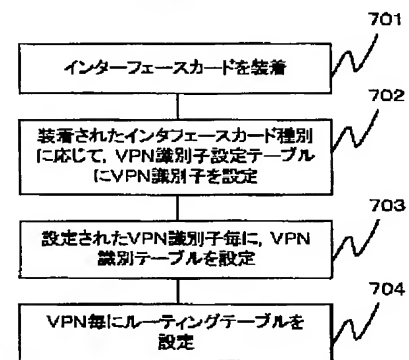 701
インターフェースカードを装着
702
装着されたインタフェースカード種別
に応じて，VPN識別子設定テーブル
にVPN識別子を設定
703
設定されたVPN識別子毎に，VPN
識別テーブルを設定
704
VPN毎にルーティングテーブルを
設定